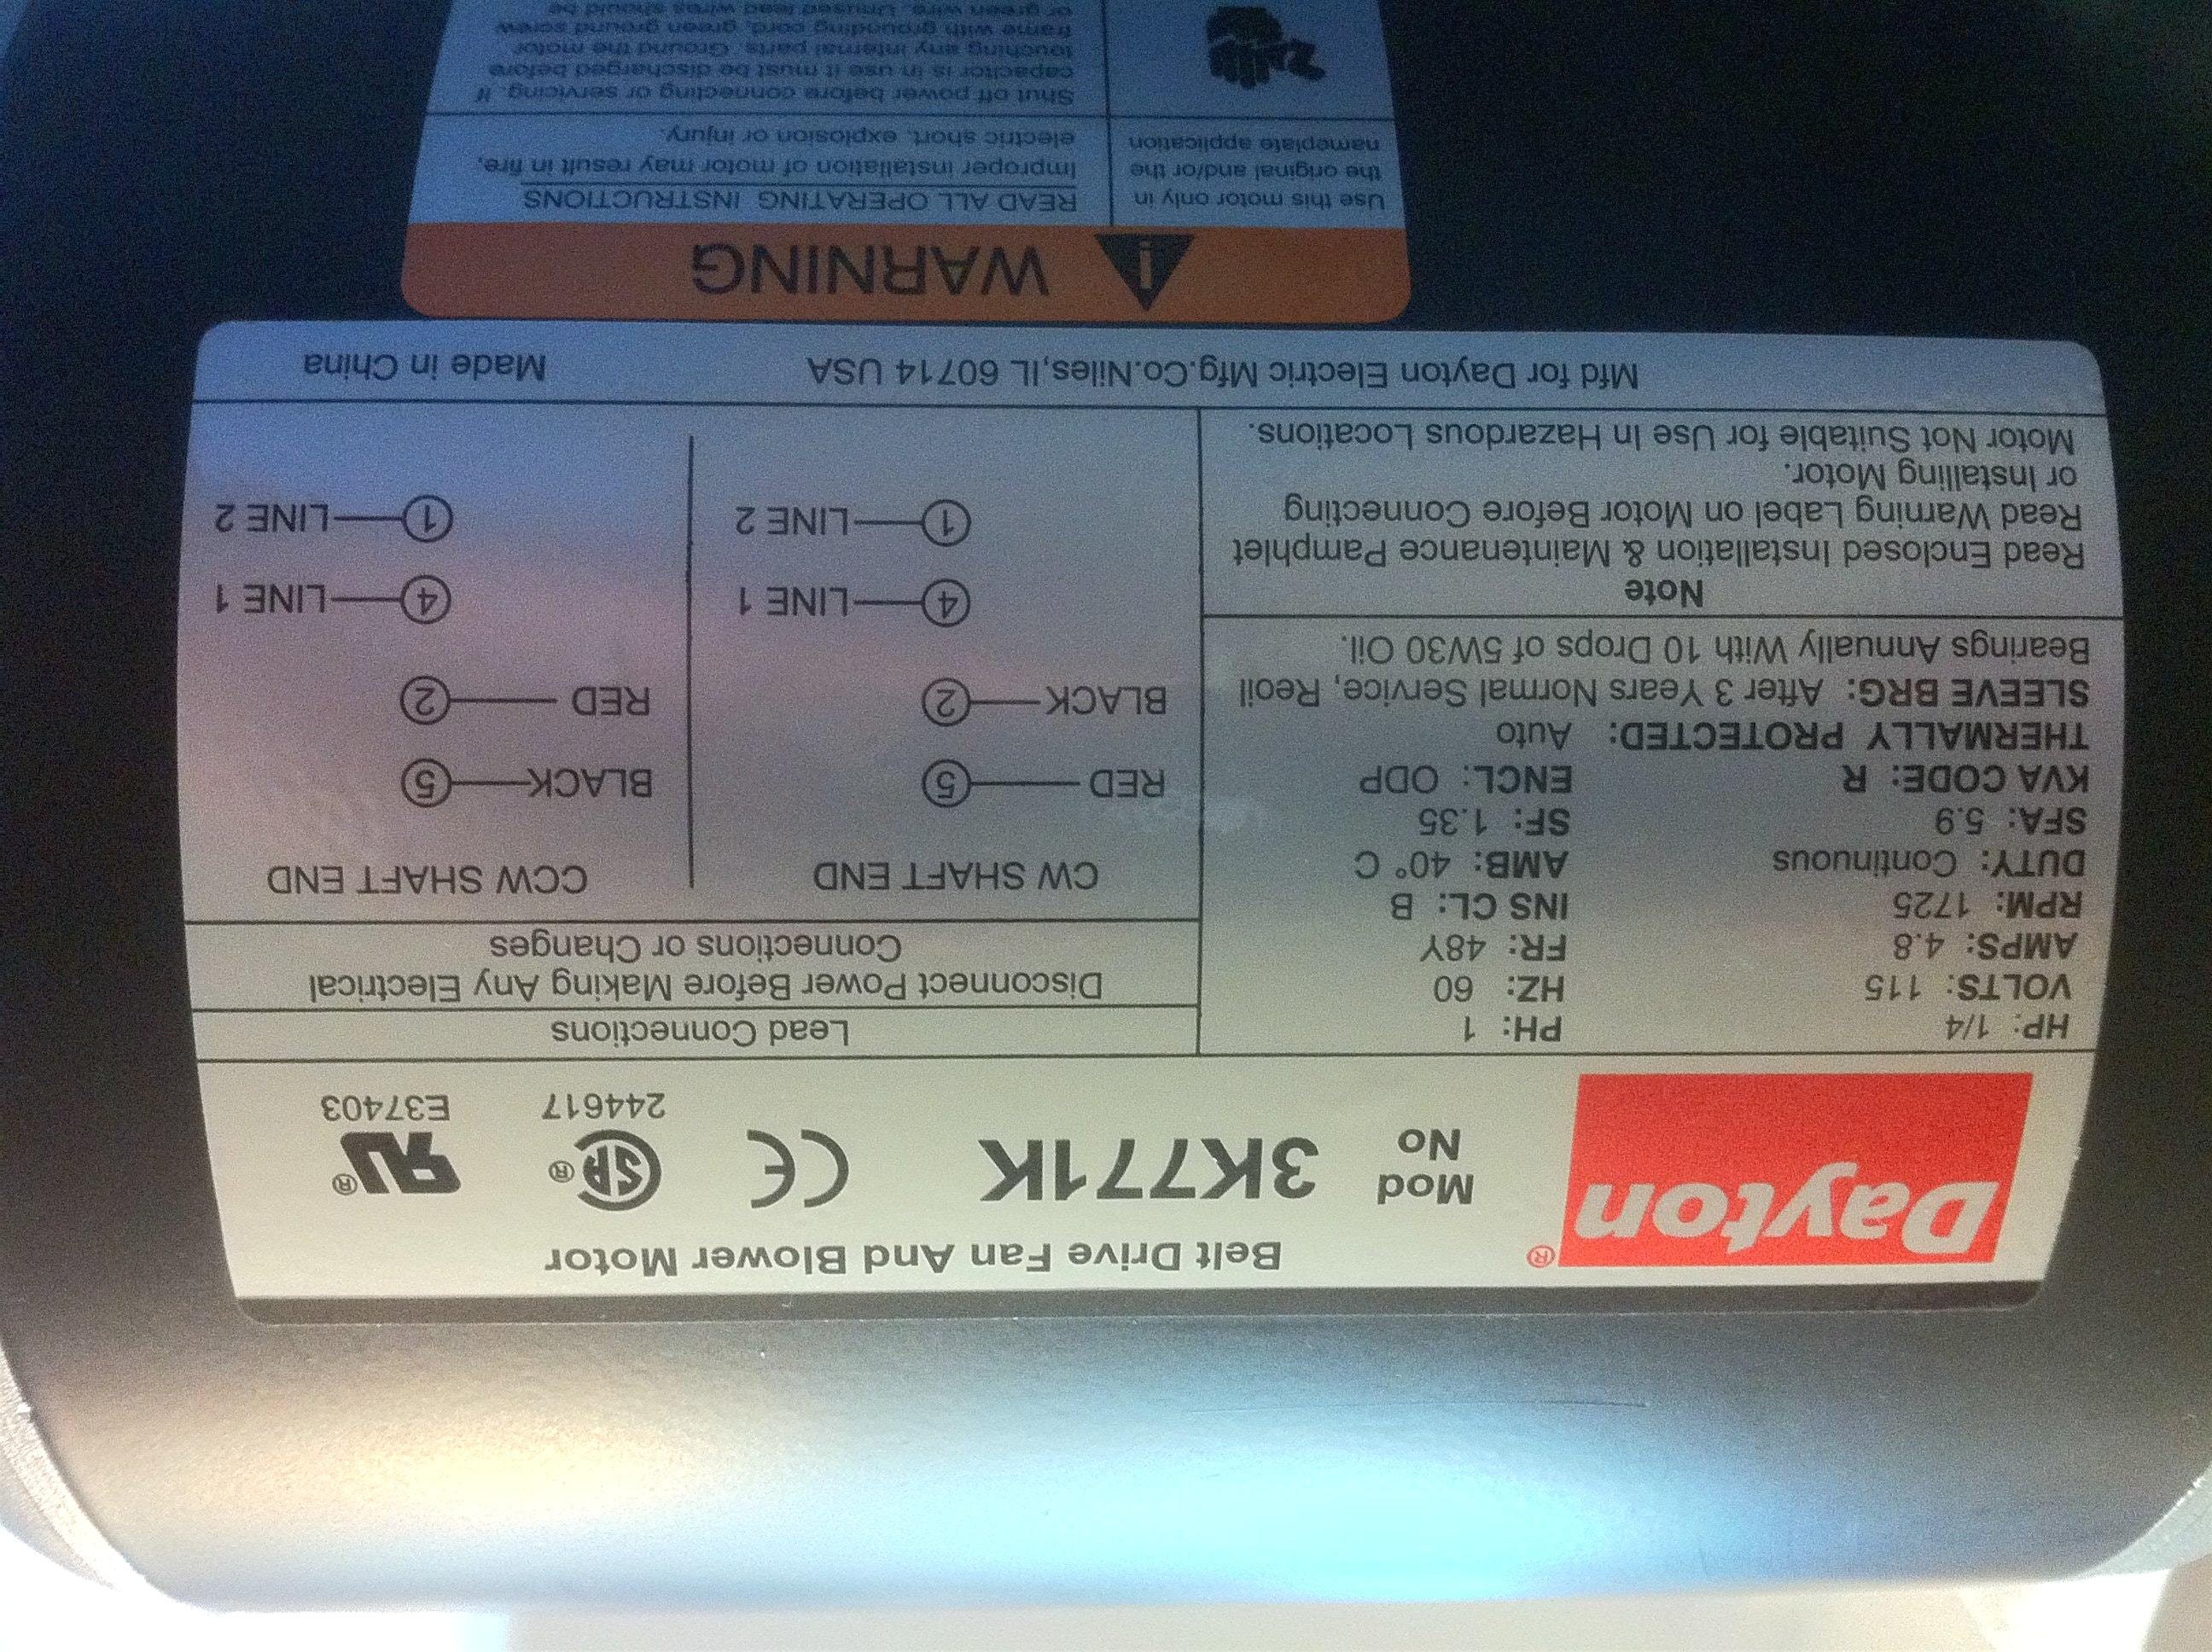 Dayton®
Belt Drive Fan And Blower Motor
Mod No 3K771K CE SA® RU®
244617 E37403
HP: 1/4 PH: 1
VOLTS: 115 HZ: 60
AMPS: 4.8 FR: 48Y
RPM: 1725 INS CL: B
DUTY: Continuous AMB: 40° C
SFA: 5.9 SF: 1.35
KVA CODE: R ENCL: ODP
THERMALLY PROTECTED: Auto
SLEEVE BRG: After 3 Years Normal Service, Reoil
Bearings Annually With 10 Drops of 5W30 Oil.
Note
Read Enclosed Installation & Maintenance Pamphlet
Read Warning Label on Motor Before Connecting
or Installing Motor.
Motor Not Suitable for Use In Hazardous Locations.
Lead Connections
Disconnect Power Before Making Any Electrical
Connections or Changes
CW SHAFT END
RED 5
BLACK 2
4 LINE 1
1 LINE 2
CCW SHAFT END
BLACK 5
RED 2
4 LINE 1
1 LINE 2
Mfd for Dayton Electric Mfg.Co.Niles,IL 60714 USA Made in China
! WARNING
Use this motor only in
the original and/or the
nameplate application
READ ALL OPERATING INSTRUCTIONS
Improper installation of motor may result in fire,
electric short, explosion or injury.
Shut off power before connecting or servicing. If
capacitor is in use it must be discharged before
touching any internal parts. Ground the motor
frame with grounding cord, green ground screw
or green wire. Unused lead wires should be